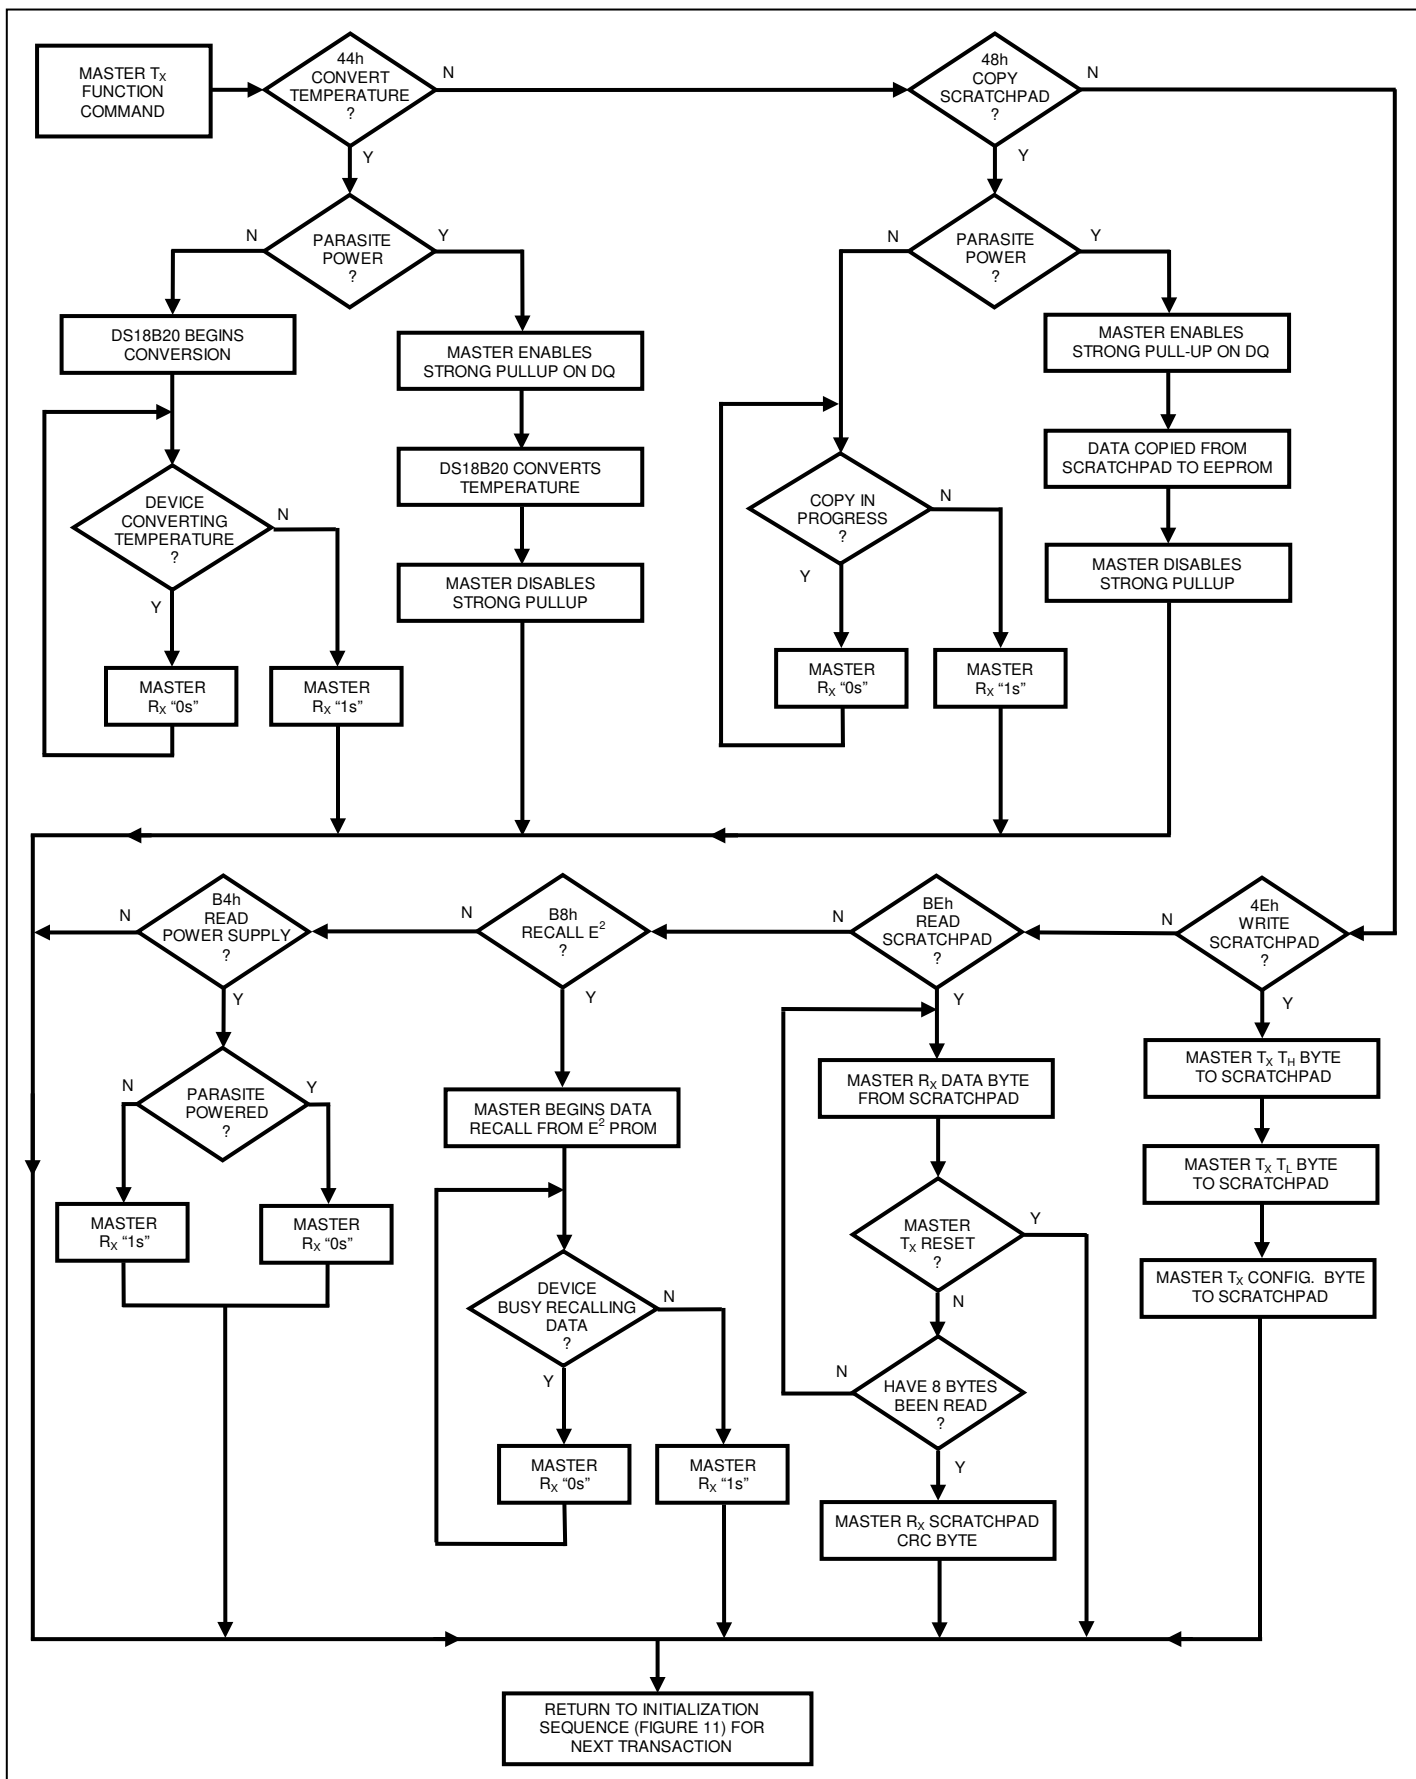 MASTER TX
FUNCTION
COMMAND
44h
CONVERT
TEMPERATURE
?
N
Y
48h
COPY
SCRATCHPAD
?
N
Y
N
PARASITE
POWER
?
Y
N
PARASITE
POWER
?
Y
DS18B20 BEGINS
CONVERSION
MASTER ENABLES
STRONG PULLUP ON DQ
MASTER ENABLES
STRONG PULL-UP ON DQ
DS18B20 CONVERTS
TEMPERATURE
DATA COPIED FROM
SCRATCHPAD TO EEPROM
DEVICE
CONVERTING
TEMPERATURE
?
N
Y
COPY IN
PROGRESS
?
N
Y
MASTER DISABLES
STRONG PULLUP
MASTER DISABLES
STRONG PULLUP
MASTER
RX “0s”
MASTER
RX “1s”
MASTER
RX “0s”
MASTER
RX “1s”
N
B4h
READ
POWER SUPPLY
?
Y
N
B8h
RECALL E2
?
Y
N
BEh
READ
SCRATCHPAD
?
Y
N
4Eh
WRITE
SCRATCHPAD
?
Y
N
PARASITE
POWERED
?
Y
MASTER BEGINS DATA
RECALL FROM E2 PROM
MASTER RX DATA BYTE
FROM SCRATCHPAD
MASTER TX TH BYTE
TO SCRATCHPAD
MASTER TX TL BYTE
TO SCRATCHPAD
MASTER
RX “1s”
MASTER
RX “0s”
MASTER
TX RESET
?
Y
N
DEVICE
BUSY RECALLING
DATA
?
N
Y
MASTER TX CONFIG. BYTE
TO SCRATCHPAD
N
HAVE 8 BYTES
BEEN READ
?
Y
MASTER
RX “0s”
MASTER
RX “1s”
MASTER RX SCRATCHPAD
CRC BYTE
RETURN TO INITIALIZATION
SEQUENCE (FIGURE 11) FOR
NEXT TRANSACTION